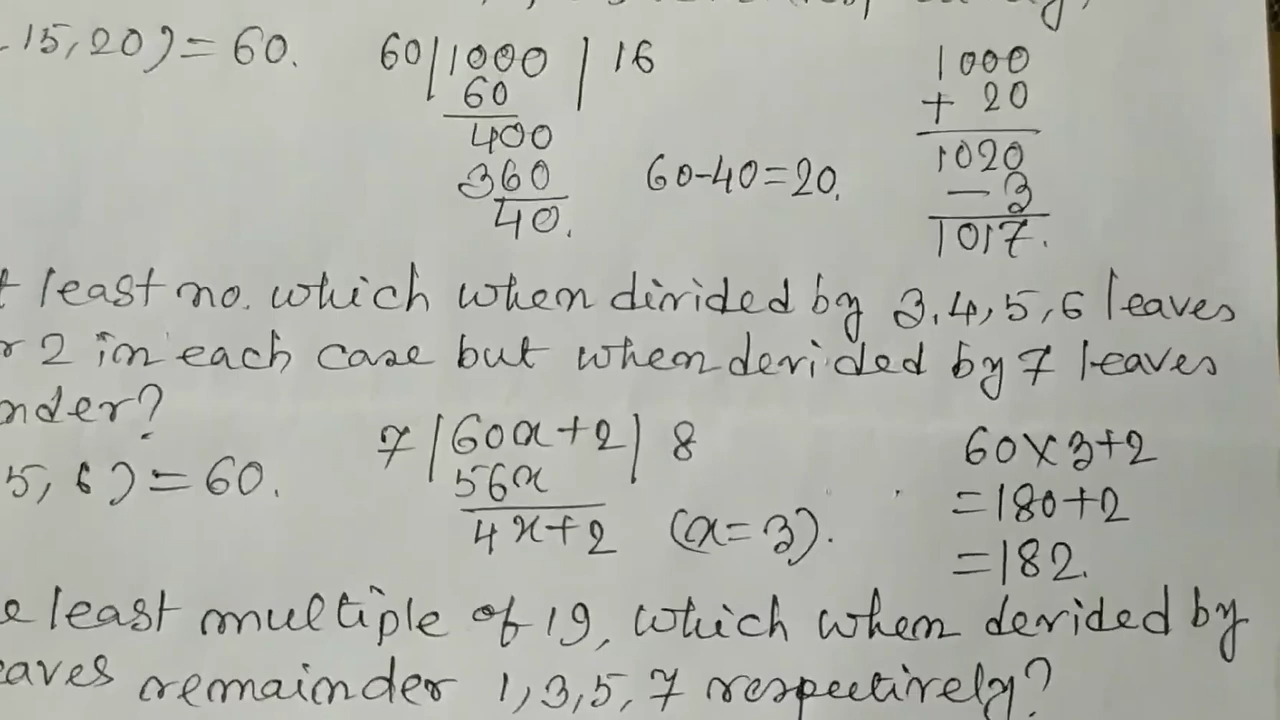 15,20) = 60.
60 | 1000 | 16
60
400
360
40.
60-40=20.
1000
+ 20
1020
- 3
1017.
least no. which when divided by 3,4,5,6 leaves
2 in each case but when derided by 7 leaves
nder?
5, 6) = 60.
7 | 60x+2 | 8
56x
4x+2 (x=3).
60×3+2
=180+2
=182.
e least multiple of 19, which when derided by
eaves remainder 1,3,5,7 respectively?